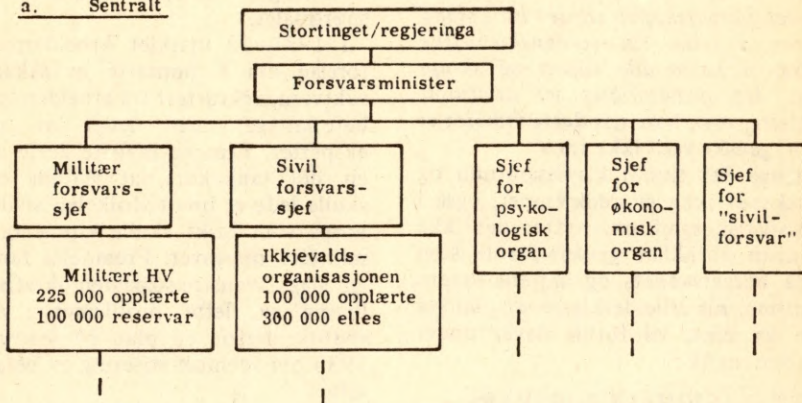 a. Sentralt
Stortinget/regjeringa
Forsvarsminister
Militær
forsvars-
sjef
Sivil
forsvars-
sjef
Sjef
for
psyko-
logisk
organ
Sjef
for
økono-
misk
organ
Sjef
for
"sivil-
forsvar"
Militært HV
225 000 opplærte
100 000 reservar
Ikkjevalds-
organisasjonen
100 000 opplærte
300 000 elles